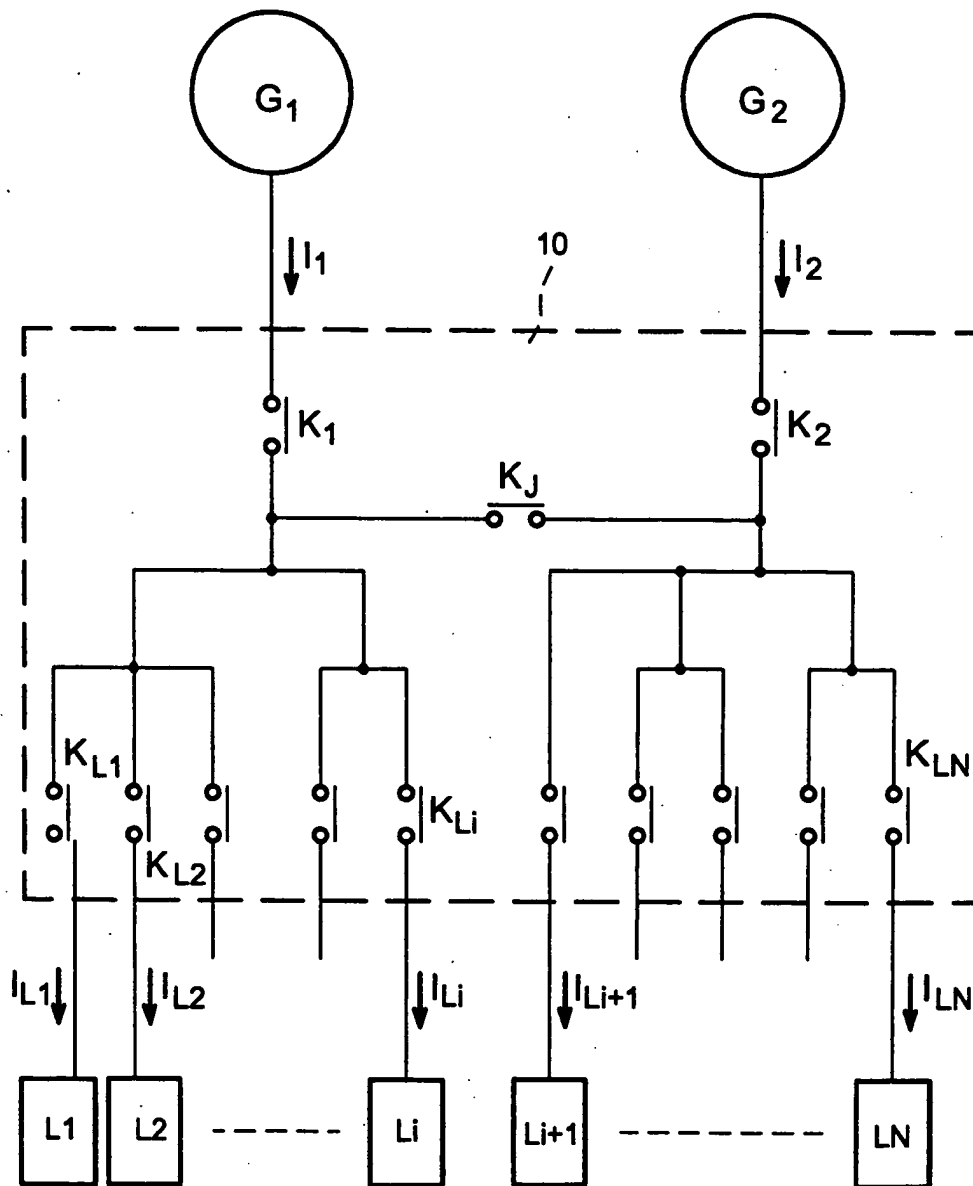 G1 G2
I1 10 I2
K1 K2
KJ
KL1 KLN
KLi
KL2
IL1 IL2 ILi ILi+1 ILN
L1 L2 Li Li+1 LN